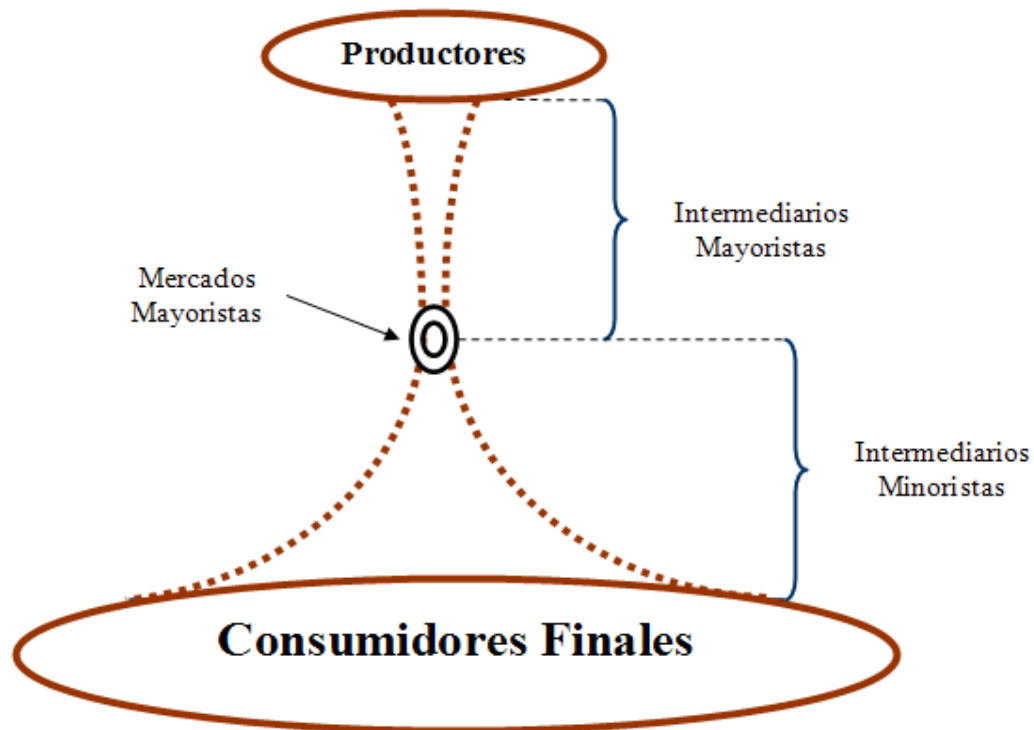 Productores
Intermediarios
Mayoristas
Mercados
Mayoristas
Intermediarios
Minoristas
Consumidores Finales